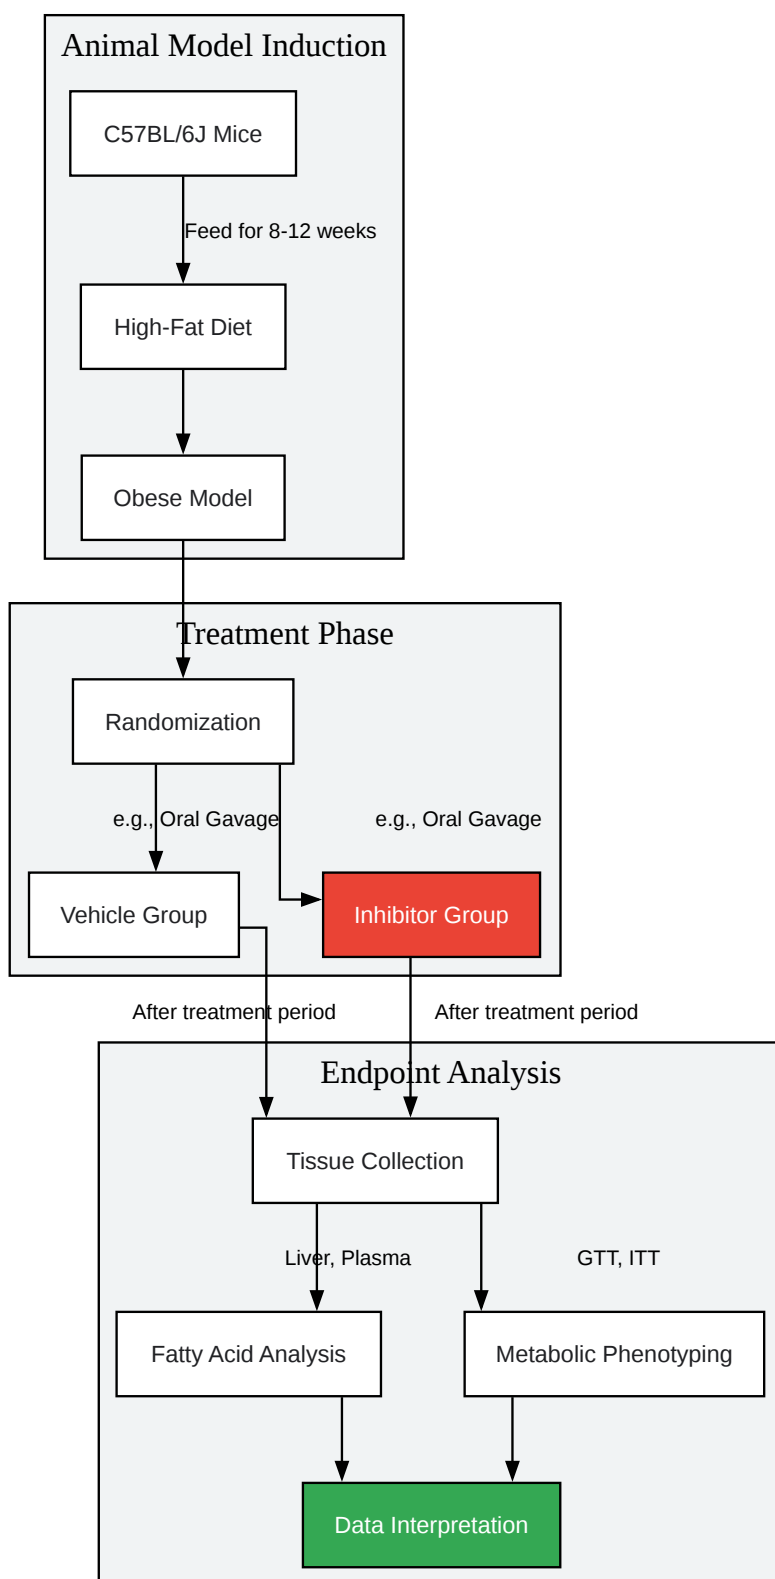 Animal Model Induction
C57BL/6J Mice
Feed for 8-12 weeks
High-Fat Diet
Obese Model
Treatment Phase
Randomization
e.g., Oral Gavage
e.g., Oral Gavage
Vehicle Group
Inhibitor Group
After treatment period
After treatment period
Endpoint Analysis
Tissue Collection
Liver, Plasma
GTT, ITT
Fatty Acid Analysis
Metabolic Phenotyping
Data Interpretation